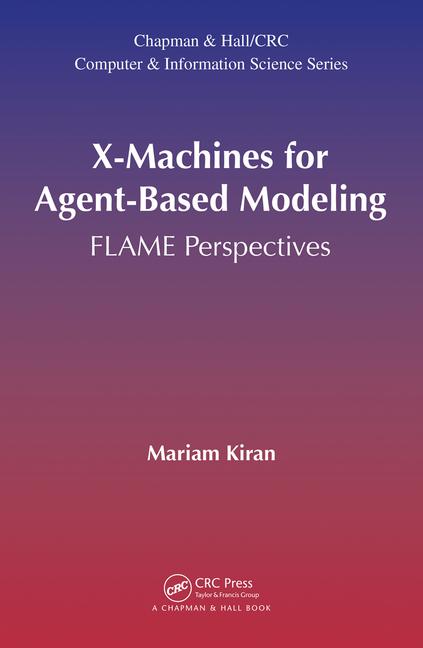 Chapman & Hall/CRC
Computer & Information Science Series
X-Machines for
Agent-Based Modeling
FLAME Perspectives
Mariam Kiran
CRC
CRC Press
Taylor & Francis Group
A CHAPMAN & HALL BOOK